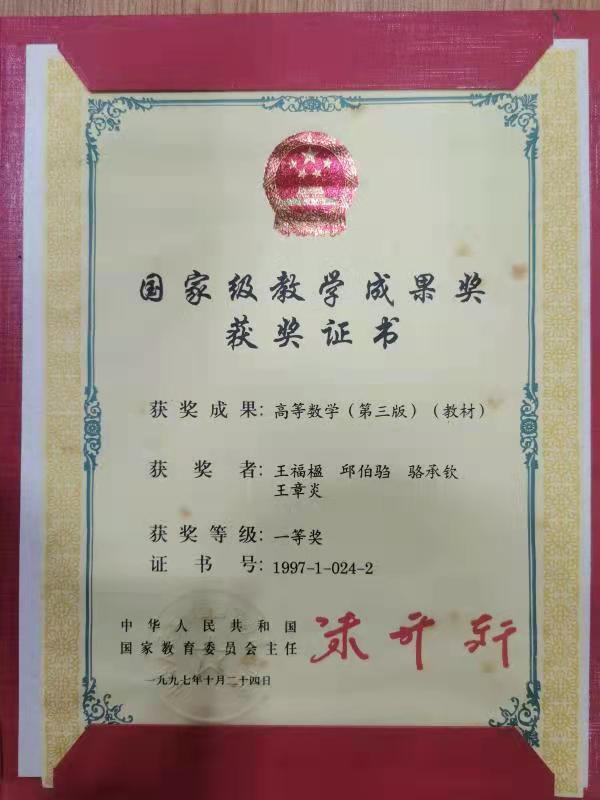 国家级教学成果奖
获奖证书
获奖成果：高等数学（第三版）（教材）
获奖者：王福楹 邱伯驺 骆承钦
王章炎
获奖等级：一等奖
证书号：1997-1-024-2
中华人民共和国
国家教育委员会主任
朱开轩
一九九七年十月二十四日